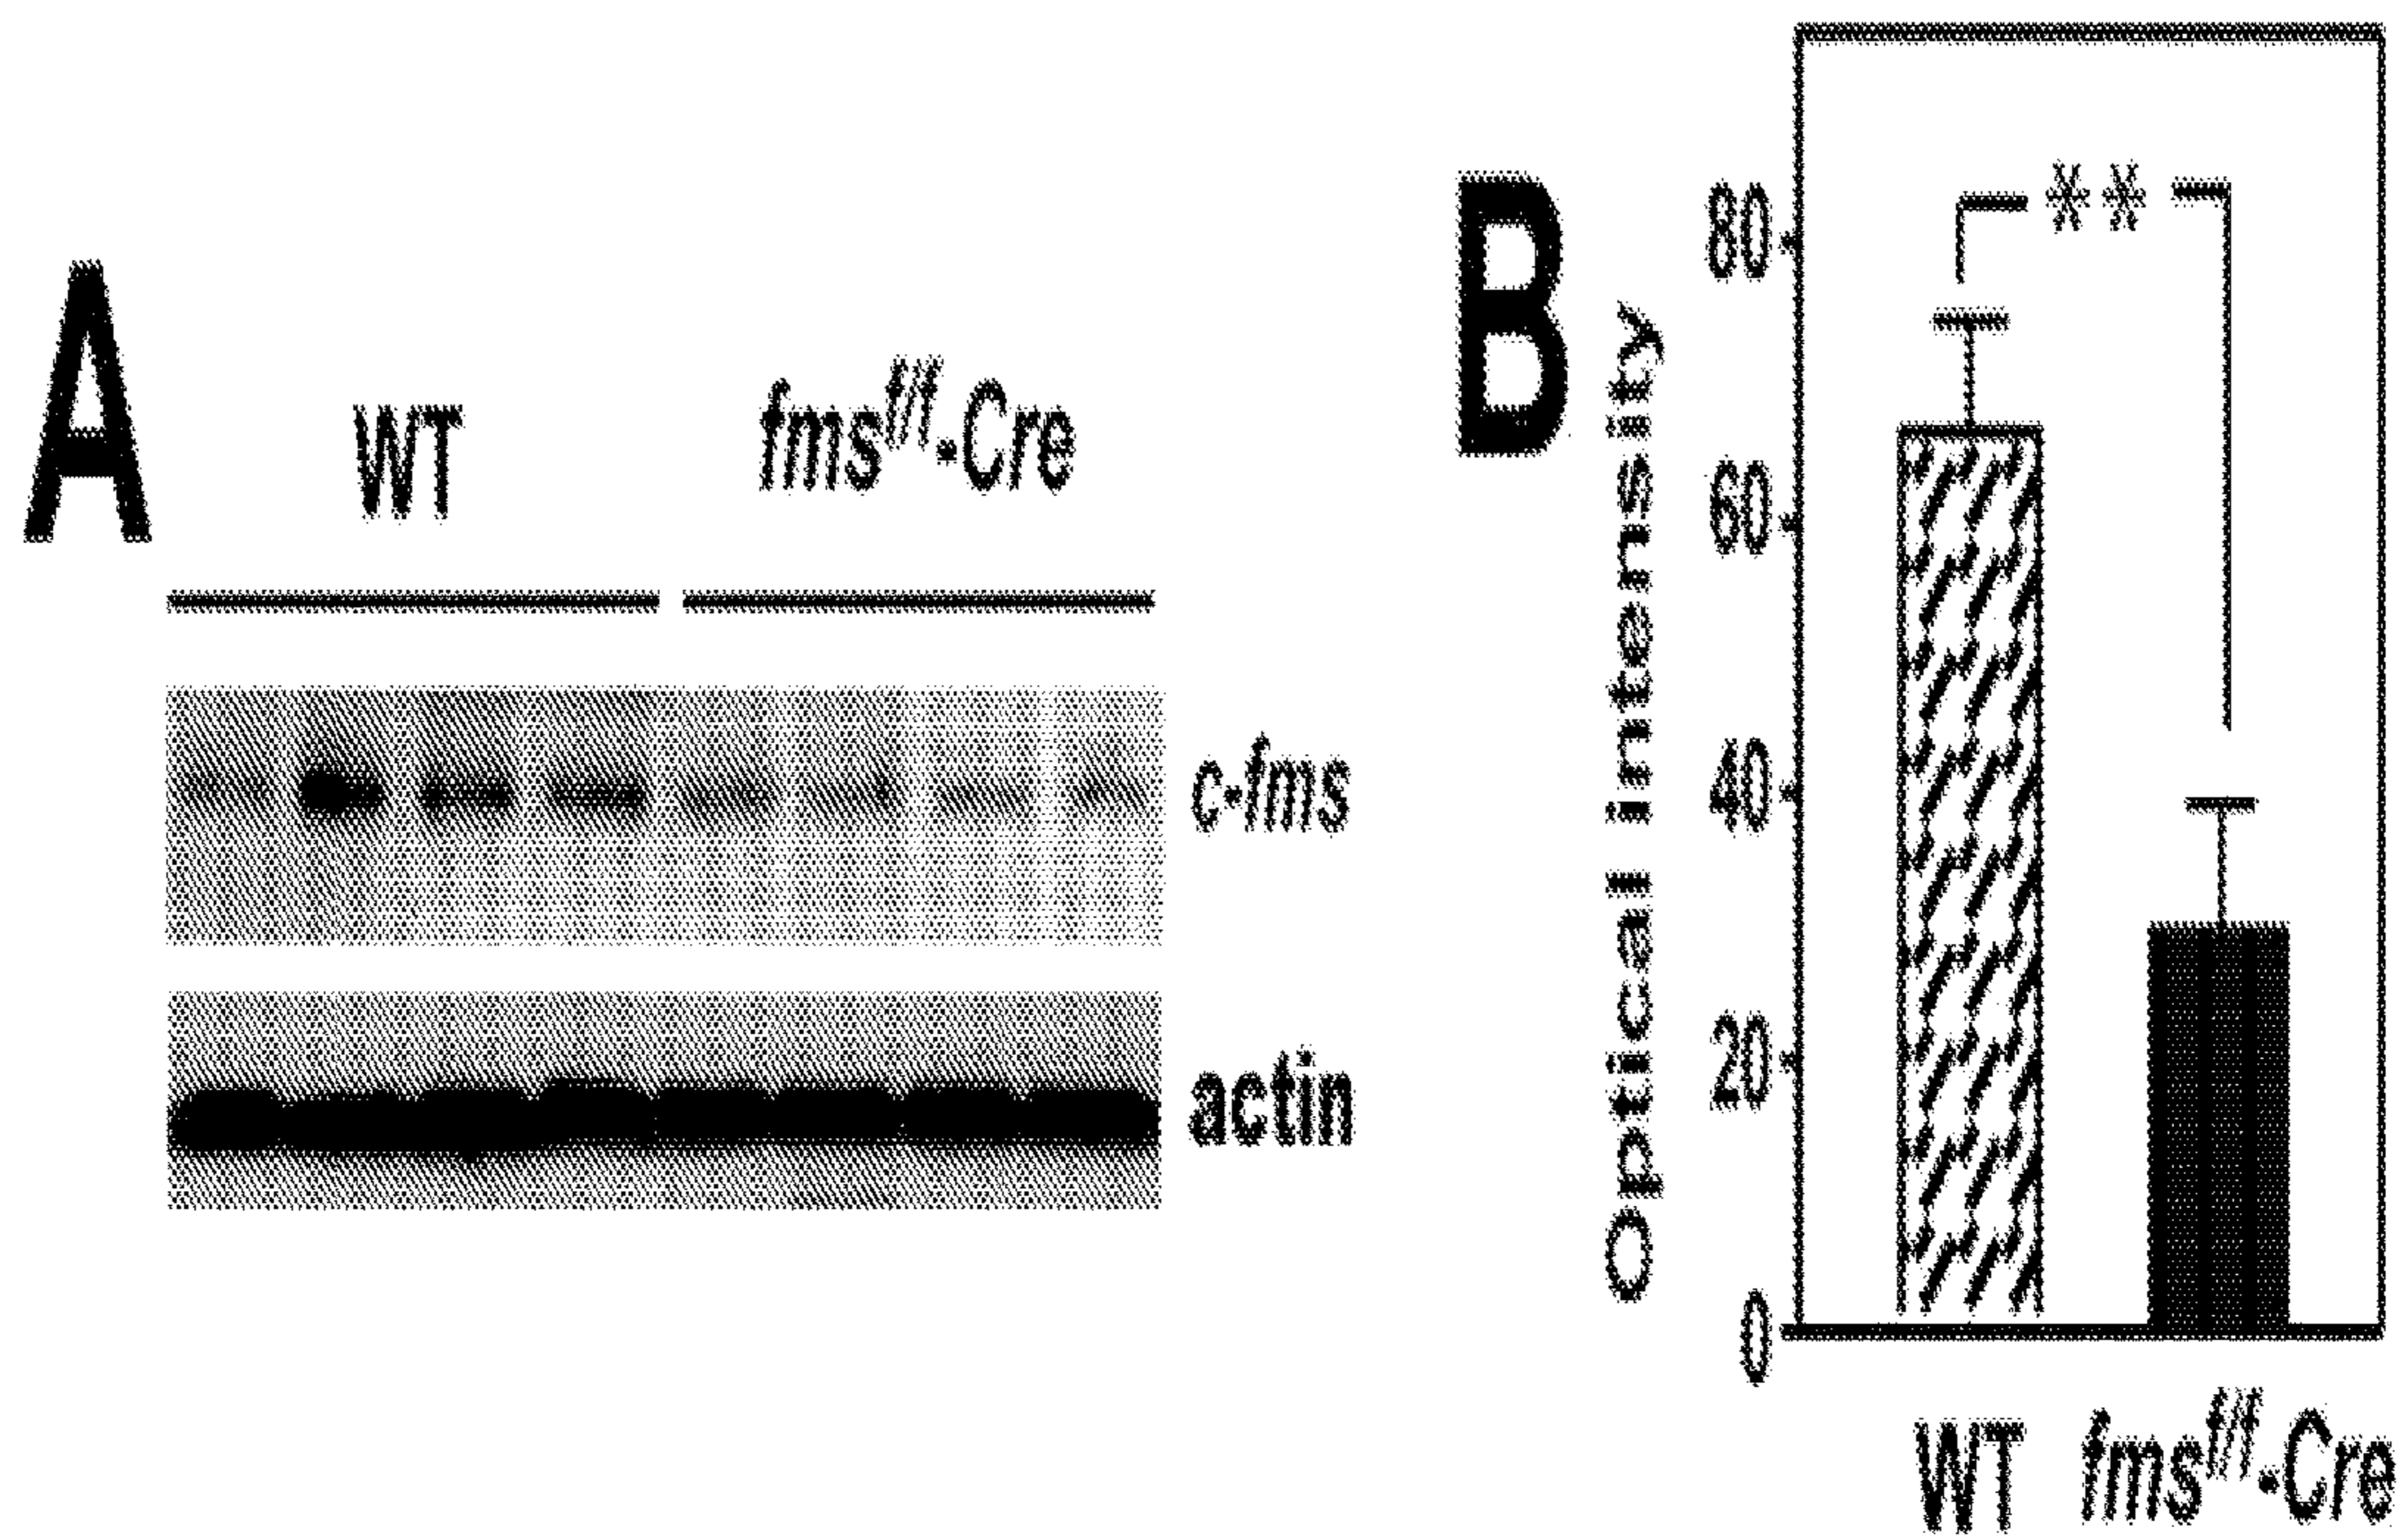 A
WT fms^f/f·Cre
c-fms
actin
B
Optical intensity
80
60
40
20
0
**
WT fms^f/f·Cre